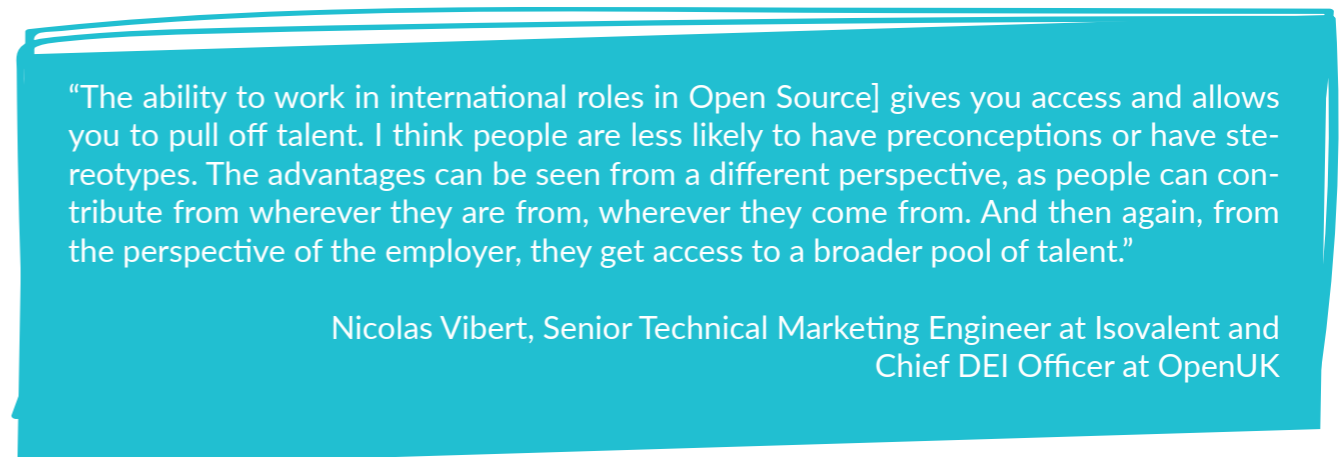 “The ability to work in international roles in Open Source] gives you access and allows
you to pull off talent. I think people are less likely to have preconceptions or have ste-
reotypes. The advantages can be seen from a different perspective, as people can con-
tribute from wherever they are from, wherever they come from. And then again, from
the perspective of the employer, they get access to a broader pool of talent.”
Nicolas Vibert, Senior Technical Marketing Engineer at Isovalent and
Chief DEI Officer at OpenUK